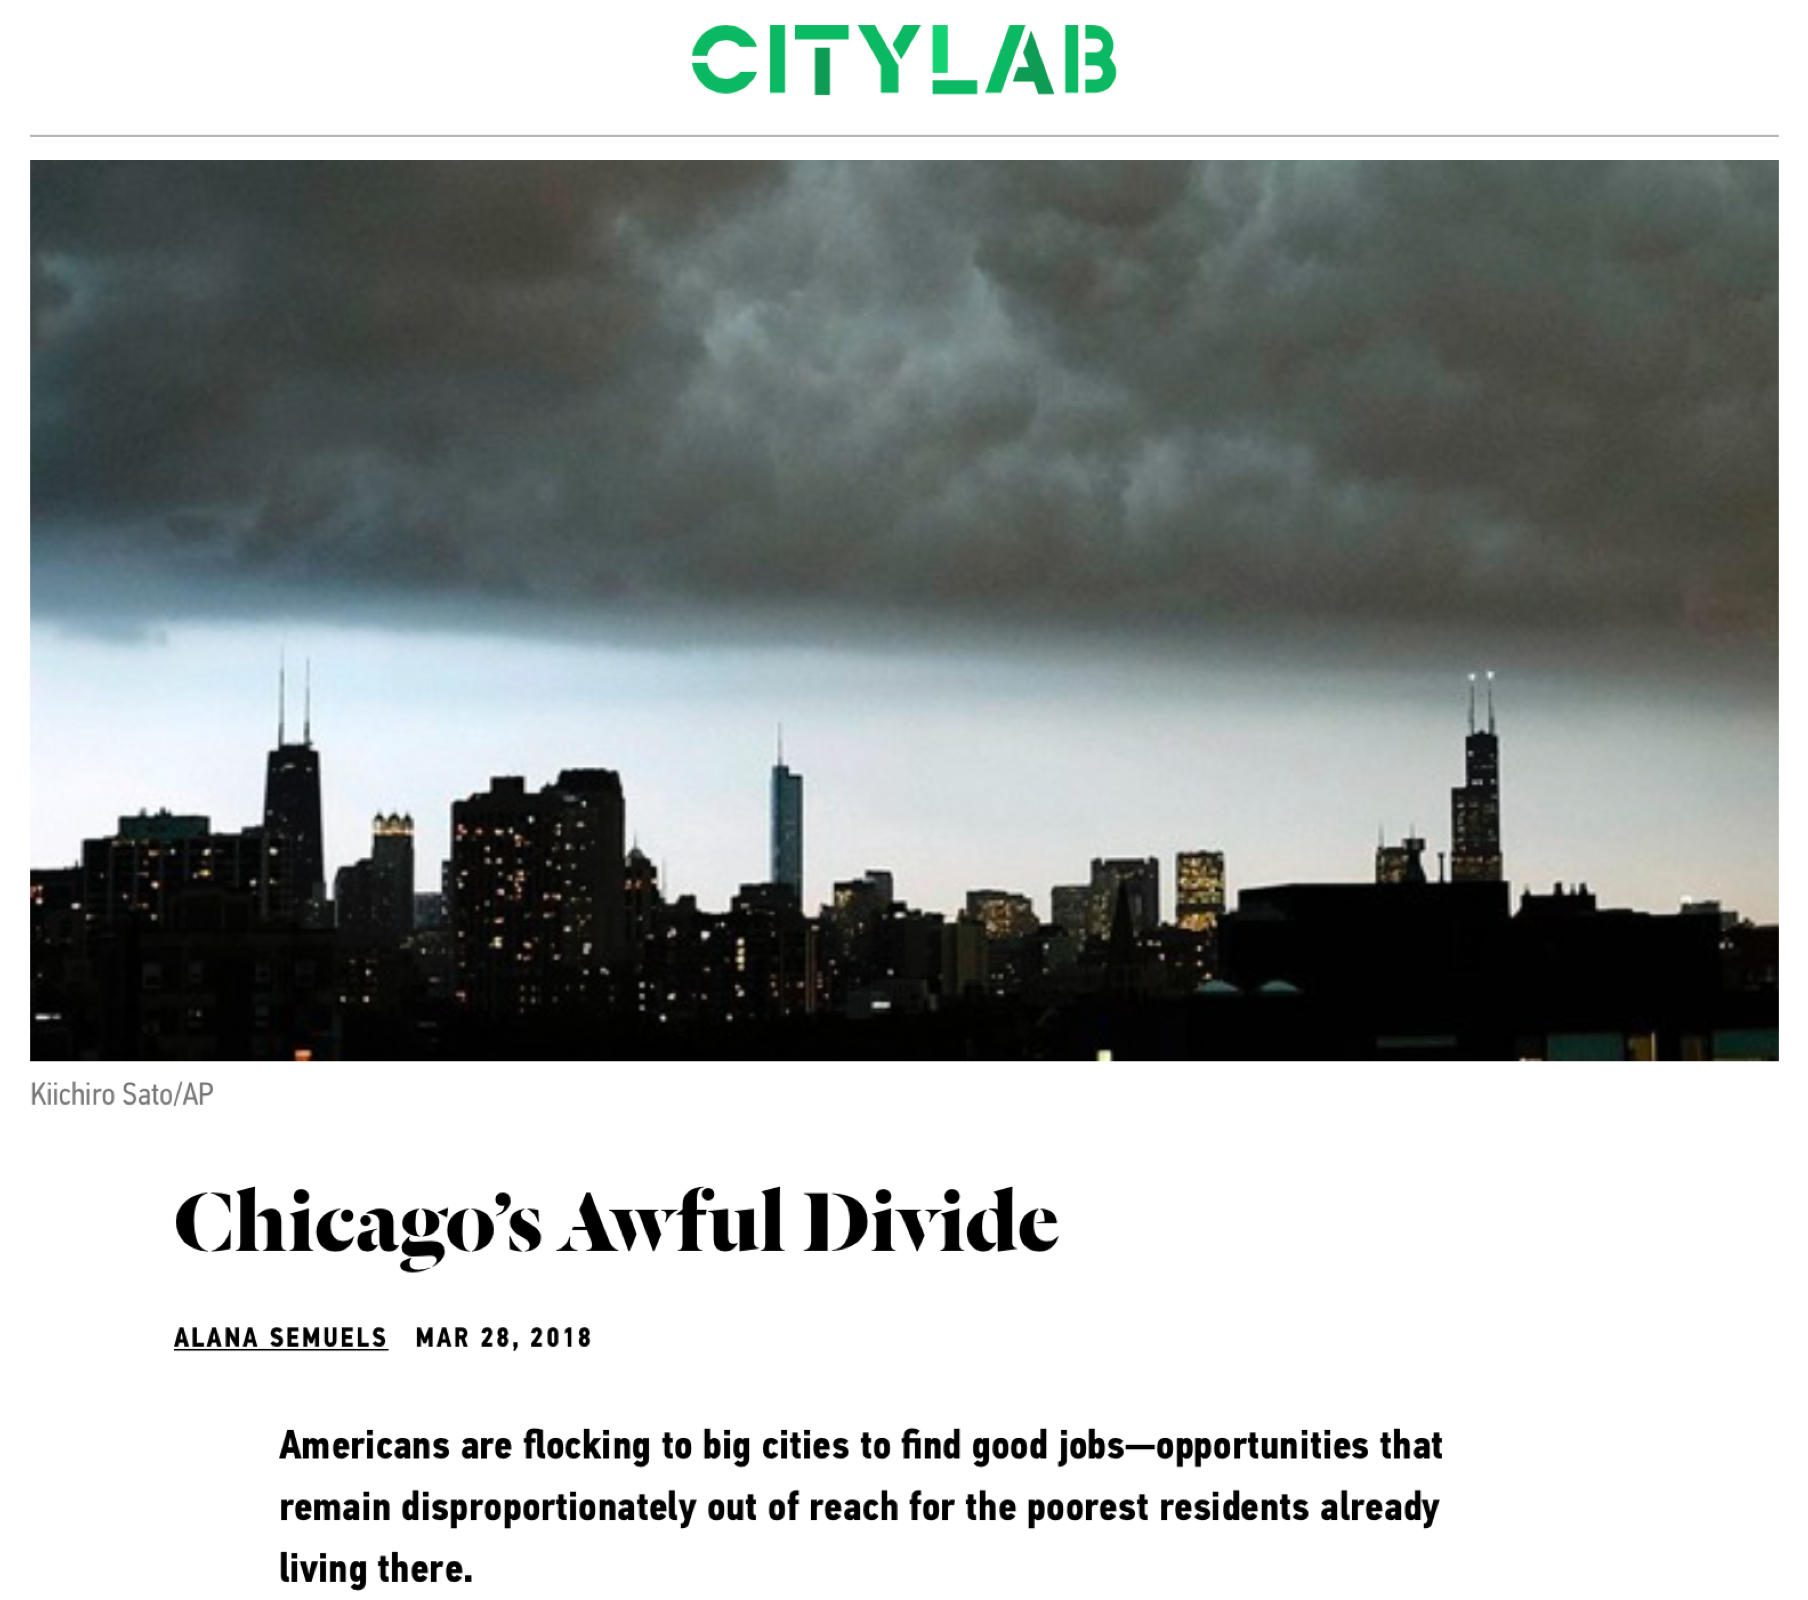 CITYLAB
Kiichiro Sato/AP
Chicago’s Awful Divide
ALANA SEMUELS MAR 28, 2018
Americans are flocking to big cities to find good jobs—opportunities that
remain disproportionately out of reach for the poorest residents already
living there.